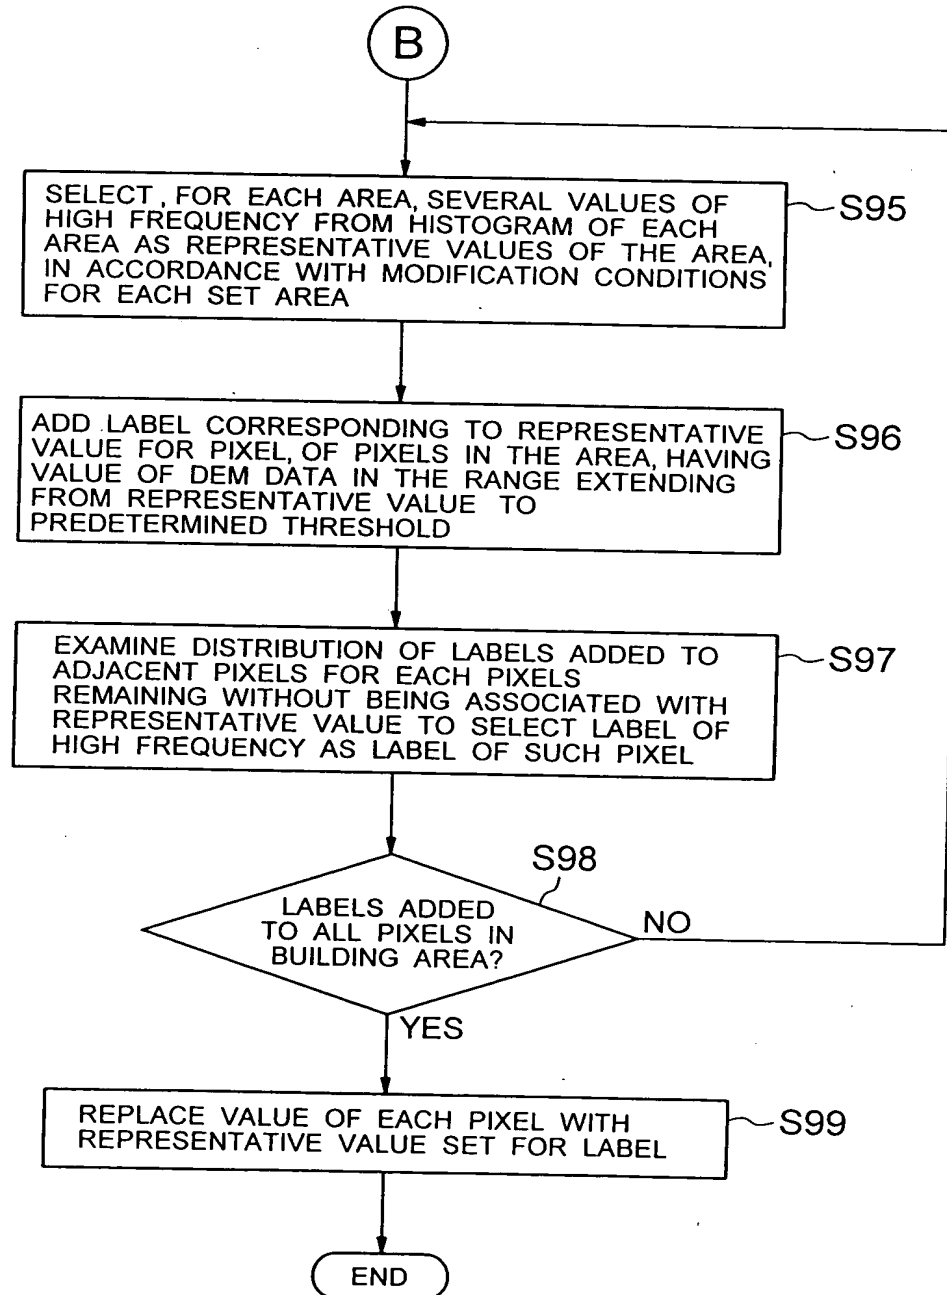 B
SELECT, FOR EACH AREA, SEVERAL VALUES OF
HIGH FREQUENCY FROM HISTOGRAM OF EACH
AREA AS REPRESENTATIVE VALUES OF THE AREA,
IN ACCORDANCE WITH MODIFICATION CONDITIONS
FOR EACH SET AREA
S95
ADD LABEL CORRESPONDING TO REPRESENTATIVE
VALUE FOR PIXEL, OF PIXELS IN THE AREA, HAVING
VALUE OF DEM DATA IN THE RANGE EXTENDING
FROM REPRESENTATIVE VALUE TO
PREDETERMINED THRESHOLD
S96
EXAMINE DISTRIBUTION OF LABELS ADDED TO
ADJACENT PIXELS FOR EACH PIXELS
REMAINING WITHOUT BEING ASSOCIATED WITH
REPRESENTATIVE VALUE TO SELECT LABEL OF
HIGH FREQUENCY AS LABEL OF SUCH PIXEL
S97
S98
LABELS ADDED
TO ALL PIXELS IN
BUILDING AREA?
NO
YES
REPLACE VALUE OF EACH PIXEL WITH
REPRESENTATIVE VALUE SET FOR LABEL
S99
END